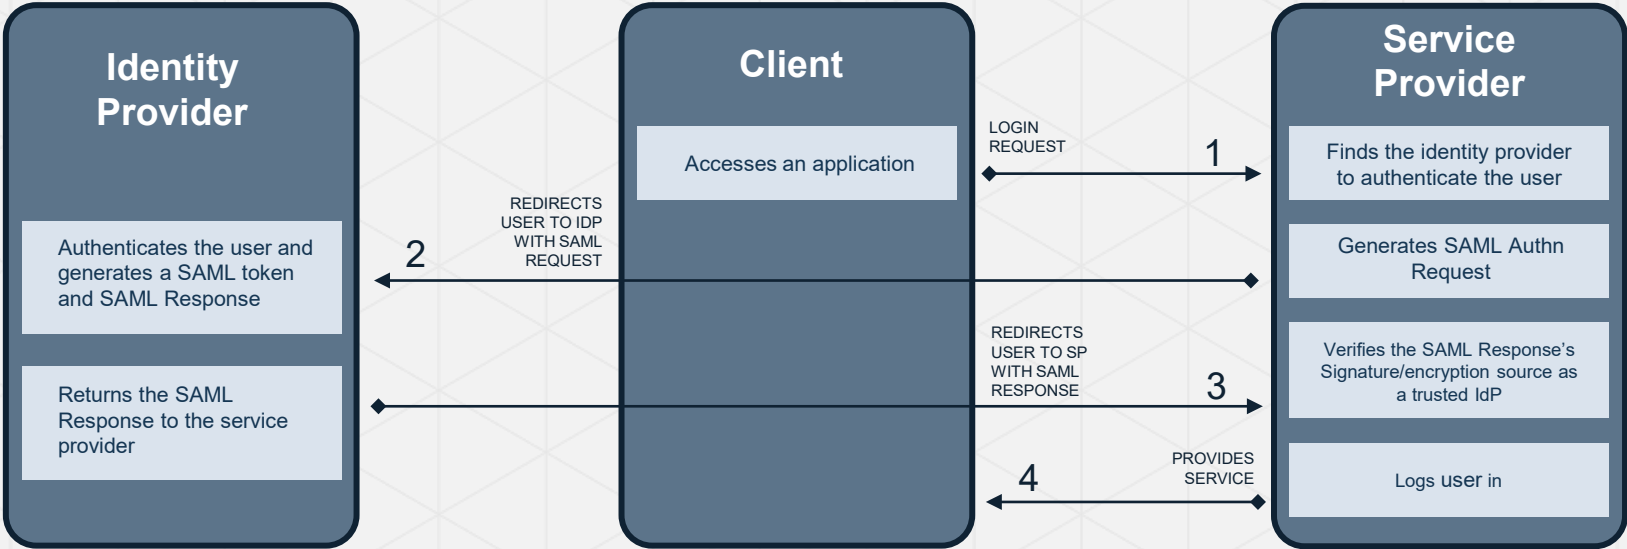 Identity
Provider
Authenticates the user and
generates a SAML token
and SAML Response
Returns the SAML
Response to the service
provider
2
REDIRECTS
USER TO IDP
WITH SAML
REQUEST
Client
Accesses an application
LOGIN
REQUEST
1
REDIRECTS
USER TO SP
WITH SAML
RESPONSE
3
4
PROVIDES
SERVICE
Service
Provider
Finds the identity provider
to authenticate the user
Generates SAML Authn
Request
Verifies the SAML Response’s
Signature/encryption source as
a trusted IdP
Logs user in